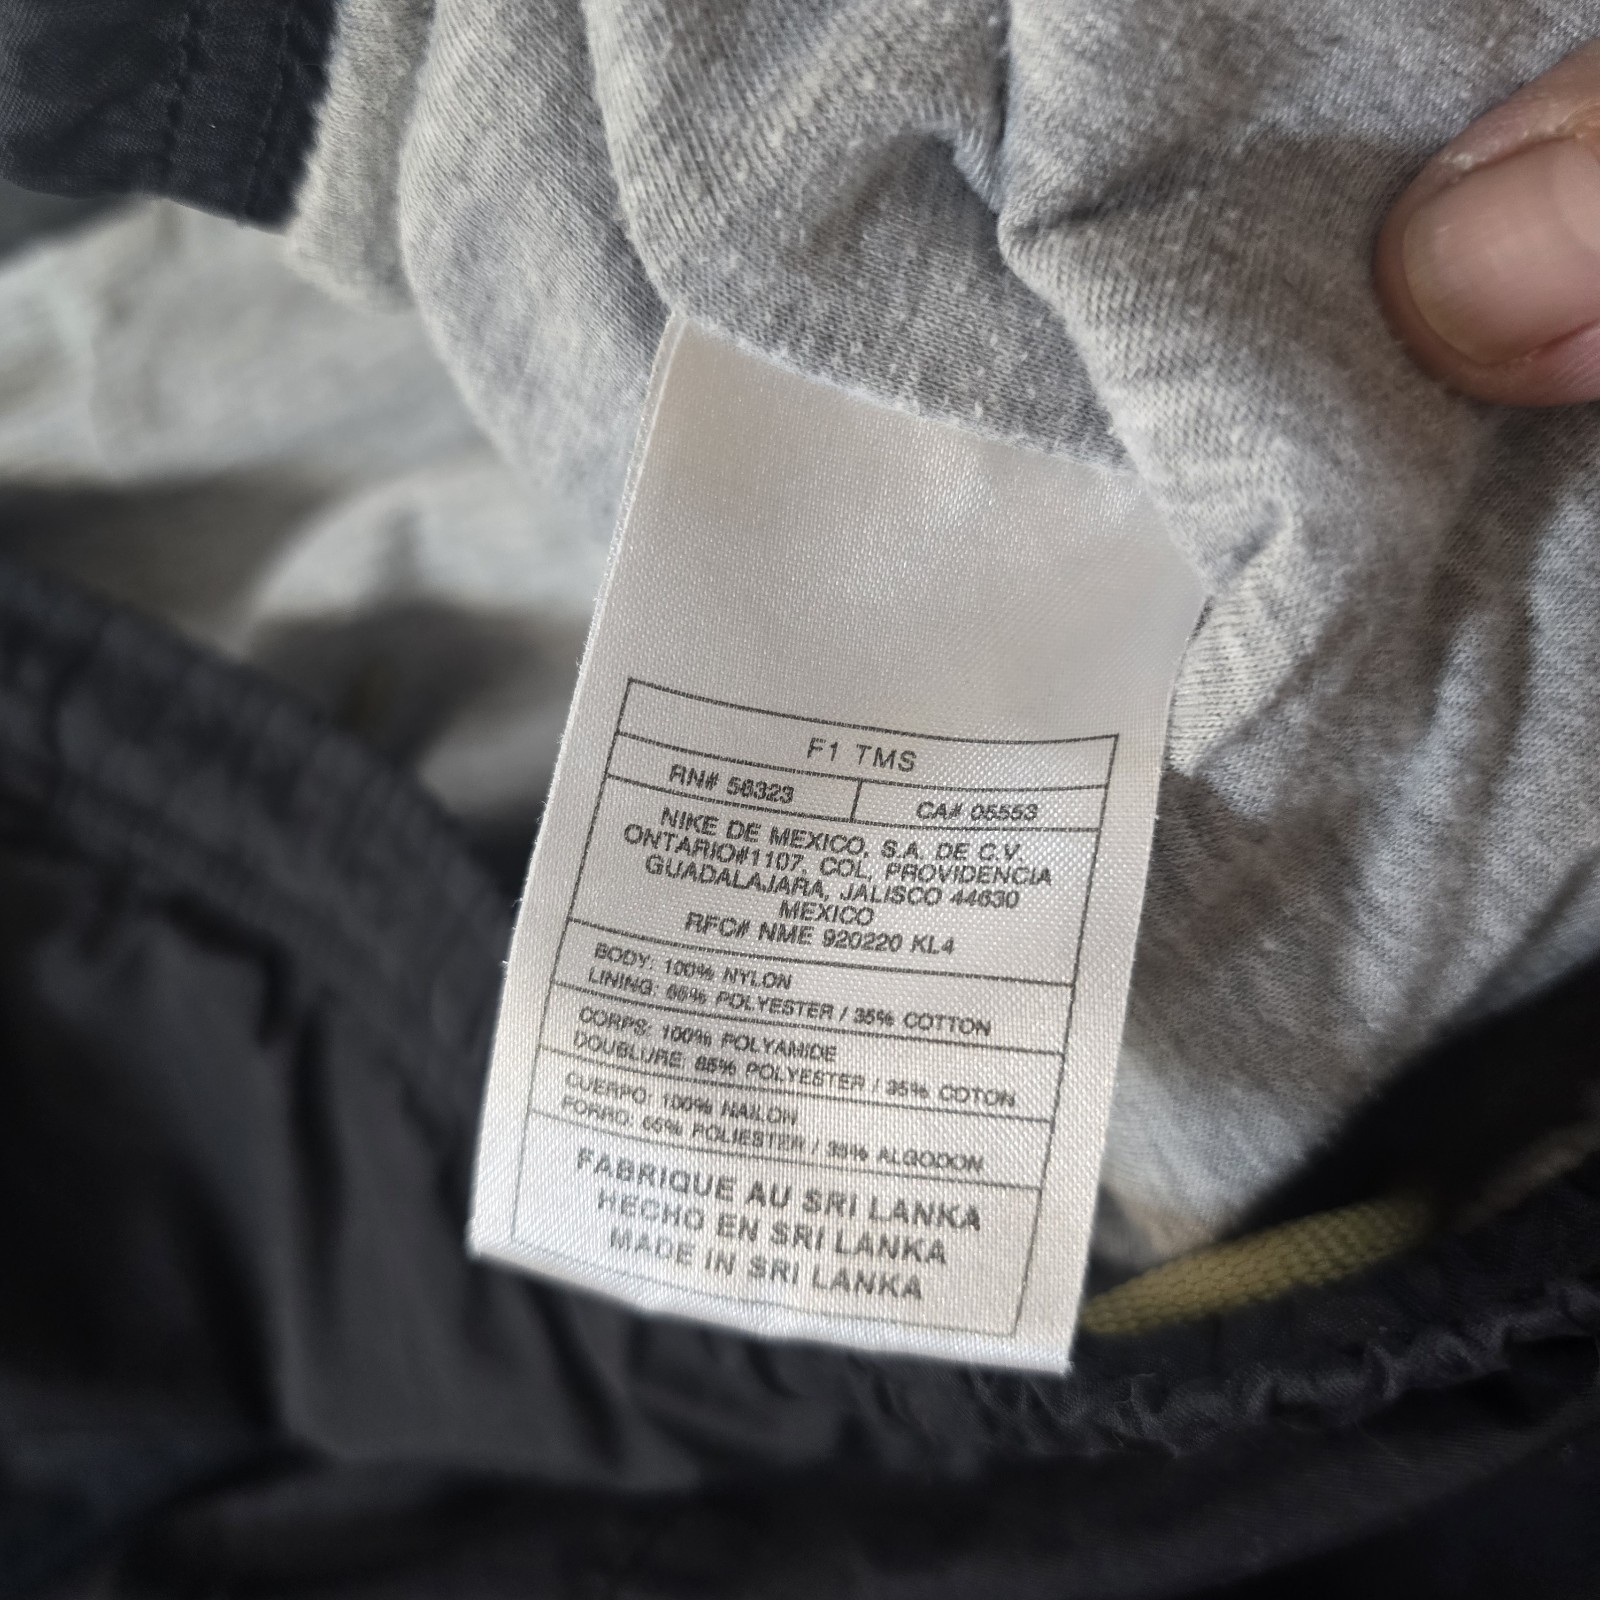 F1 TMS
RN# 56323
CA# 05553
NIKE DE MEXICO, S.A. DE C.V.
ONTARIO#1107, COL, PROVIDENCIA
GUADALAJARA, JALISCO 44630
MEXICO
RFC# NME 920220 KL4
BODY: 100% NYLON
LINING: 65% POLYESTER / 35% COTTON
CORPS: 100% POLYAMIDE
DOUBLURE: 65% POLYESTER / 35% COTON
CUERPO: 100% NAILON
FORRO: 65% POLIESTER / 35% ALGODON
FABRIQUE AU SRI LANKA
HECHO EN SRI LANKA
MADE IN SRI LANKA